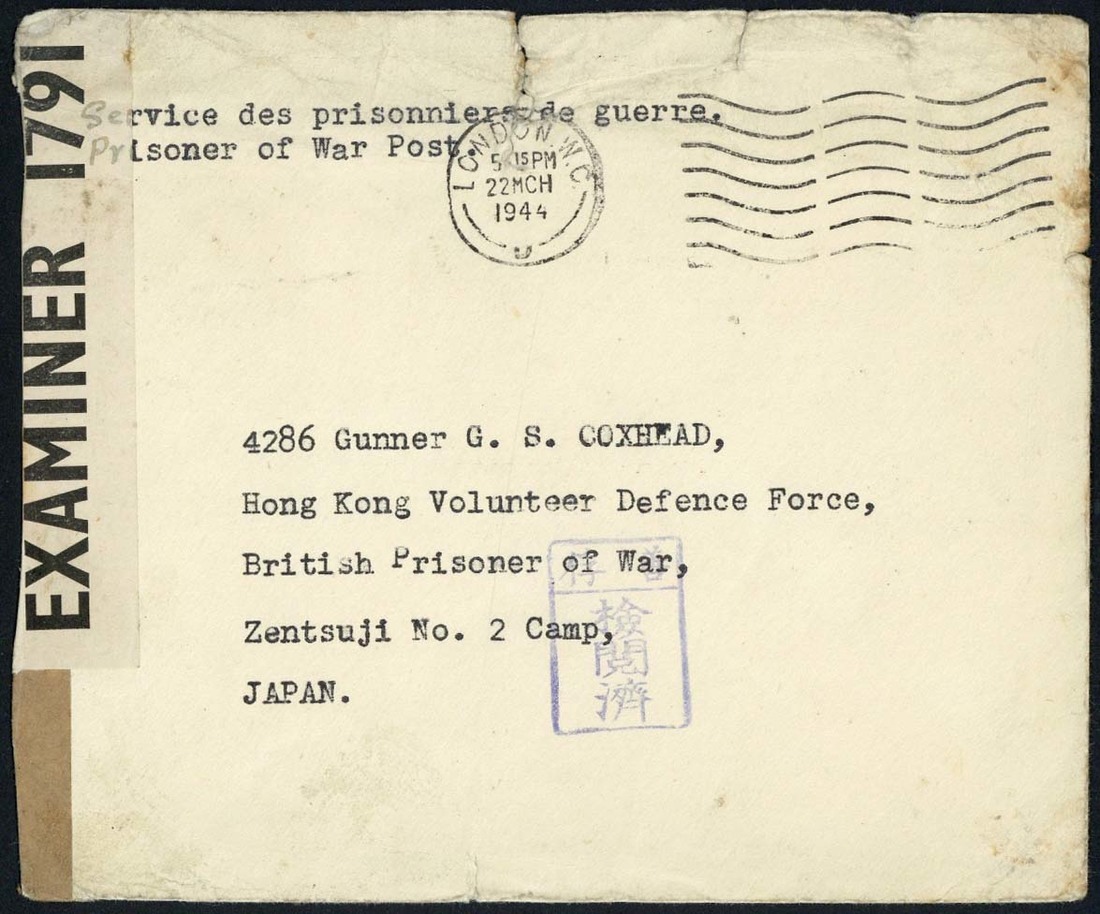 EXAMINER 1791
Service des prisonniers de guerre.
Prisoner of War Post.
LONDON.W.C.
5 15PM
22MCH
1944
4286 Gunner G. S. COXHEAD,
Hong Kong Volunteer Defence Force,
British Prisoner of War,
Zentsuji No. 2 Camp,
JAPAN.
檢
閲
濟